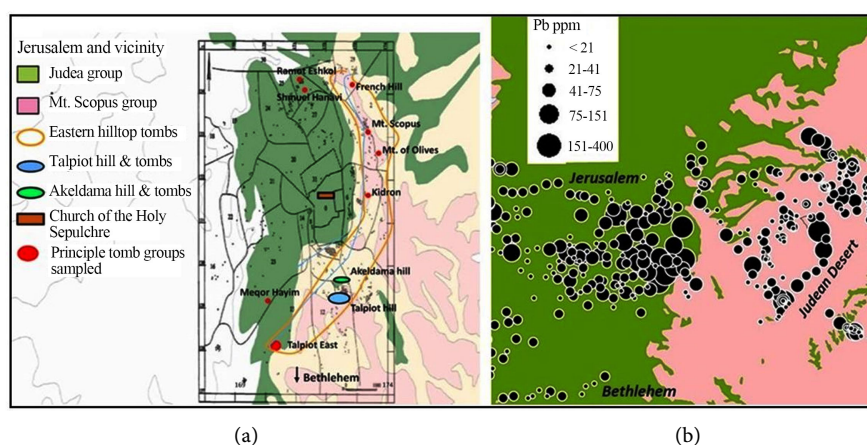 Jerusalem and vicinity
Judea group
Mt. Scopus group
Eastern hilltop tombs
Talpiot hill & tombs
Akeldama hill & tombs
Church of the Holy
Sepulchre
Principle tomb groups
sampled
Ramot Eshkol
Shmuel Hanavi
French Hill
Mt. Scopus
Mt. of Olives
Kidron
Akeldama hill
Meqor Hayim
Talpiot hill
Talpiot East
Bethlehem
169
174
Pb ppm
< 21
21-41
41-75
75-151
151-400
Jerusalem
Judean Desert
Bethlehem
(a)
(b)